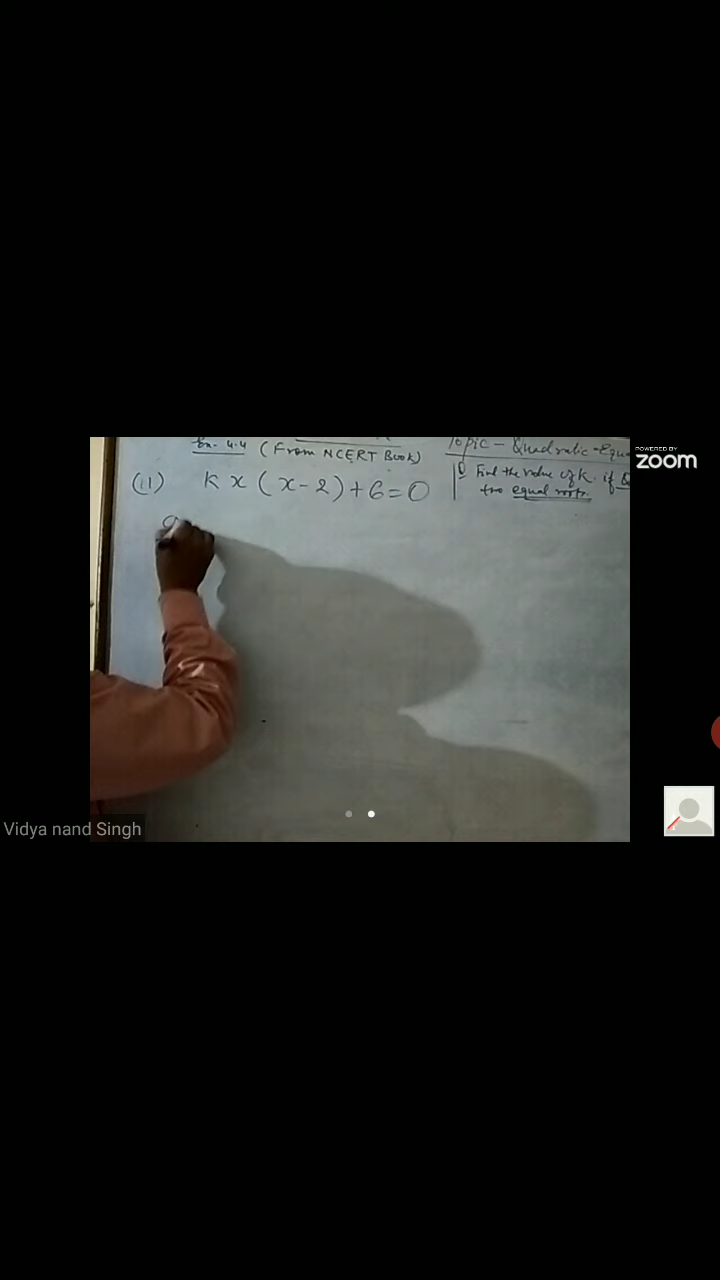 Ex. 4.4 (From NCERT Book)
Topic - Quadratic Equa
(ii) k x ( x - 2 ) + 6 = 0
Q Find the value of k. if Q
two equal roots.
POWERED BY
zoom
Vidya nand Singh